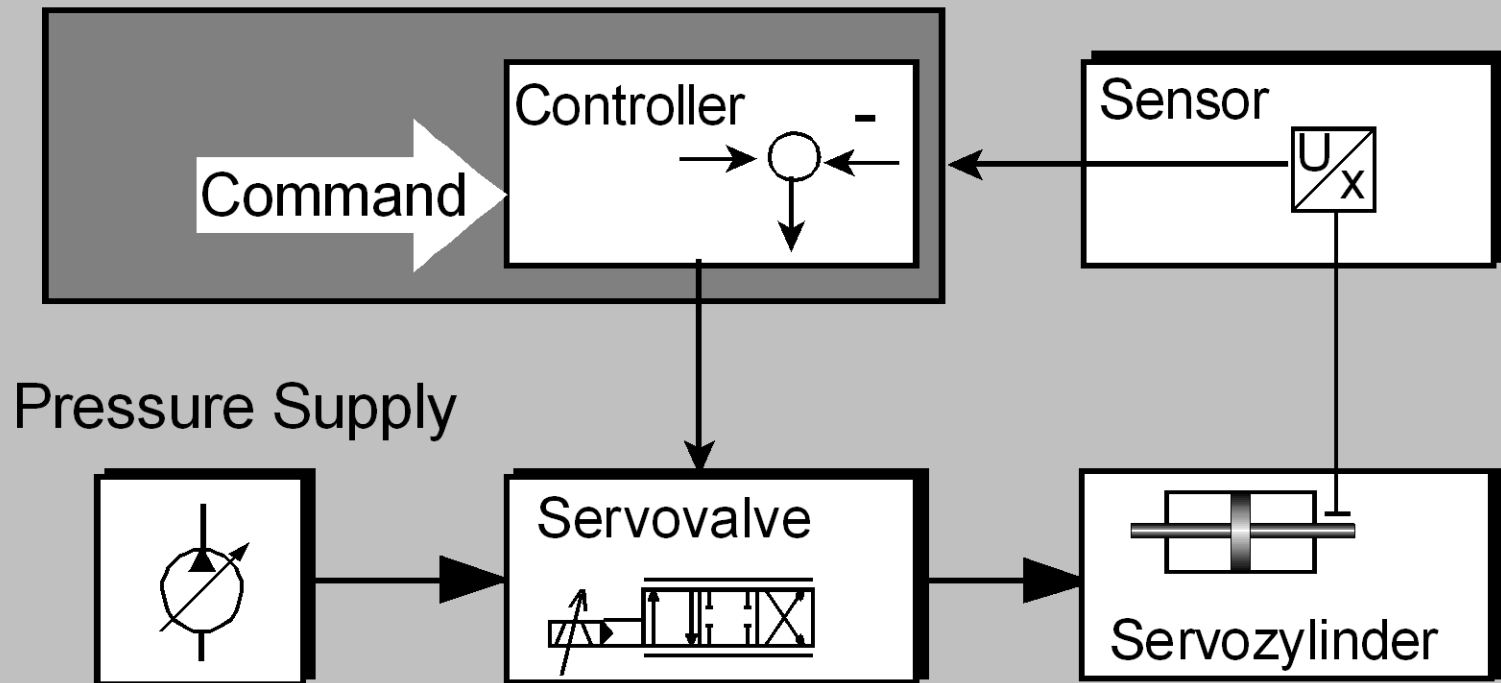 Controller
-
Sensor
U
x
Command
Pressure Supply
Servovalve
Servozylinder